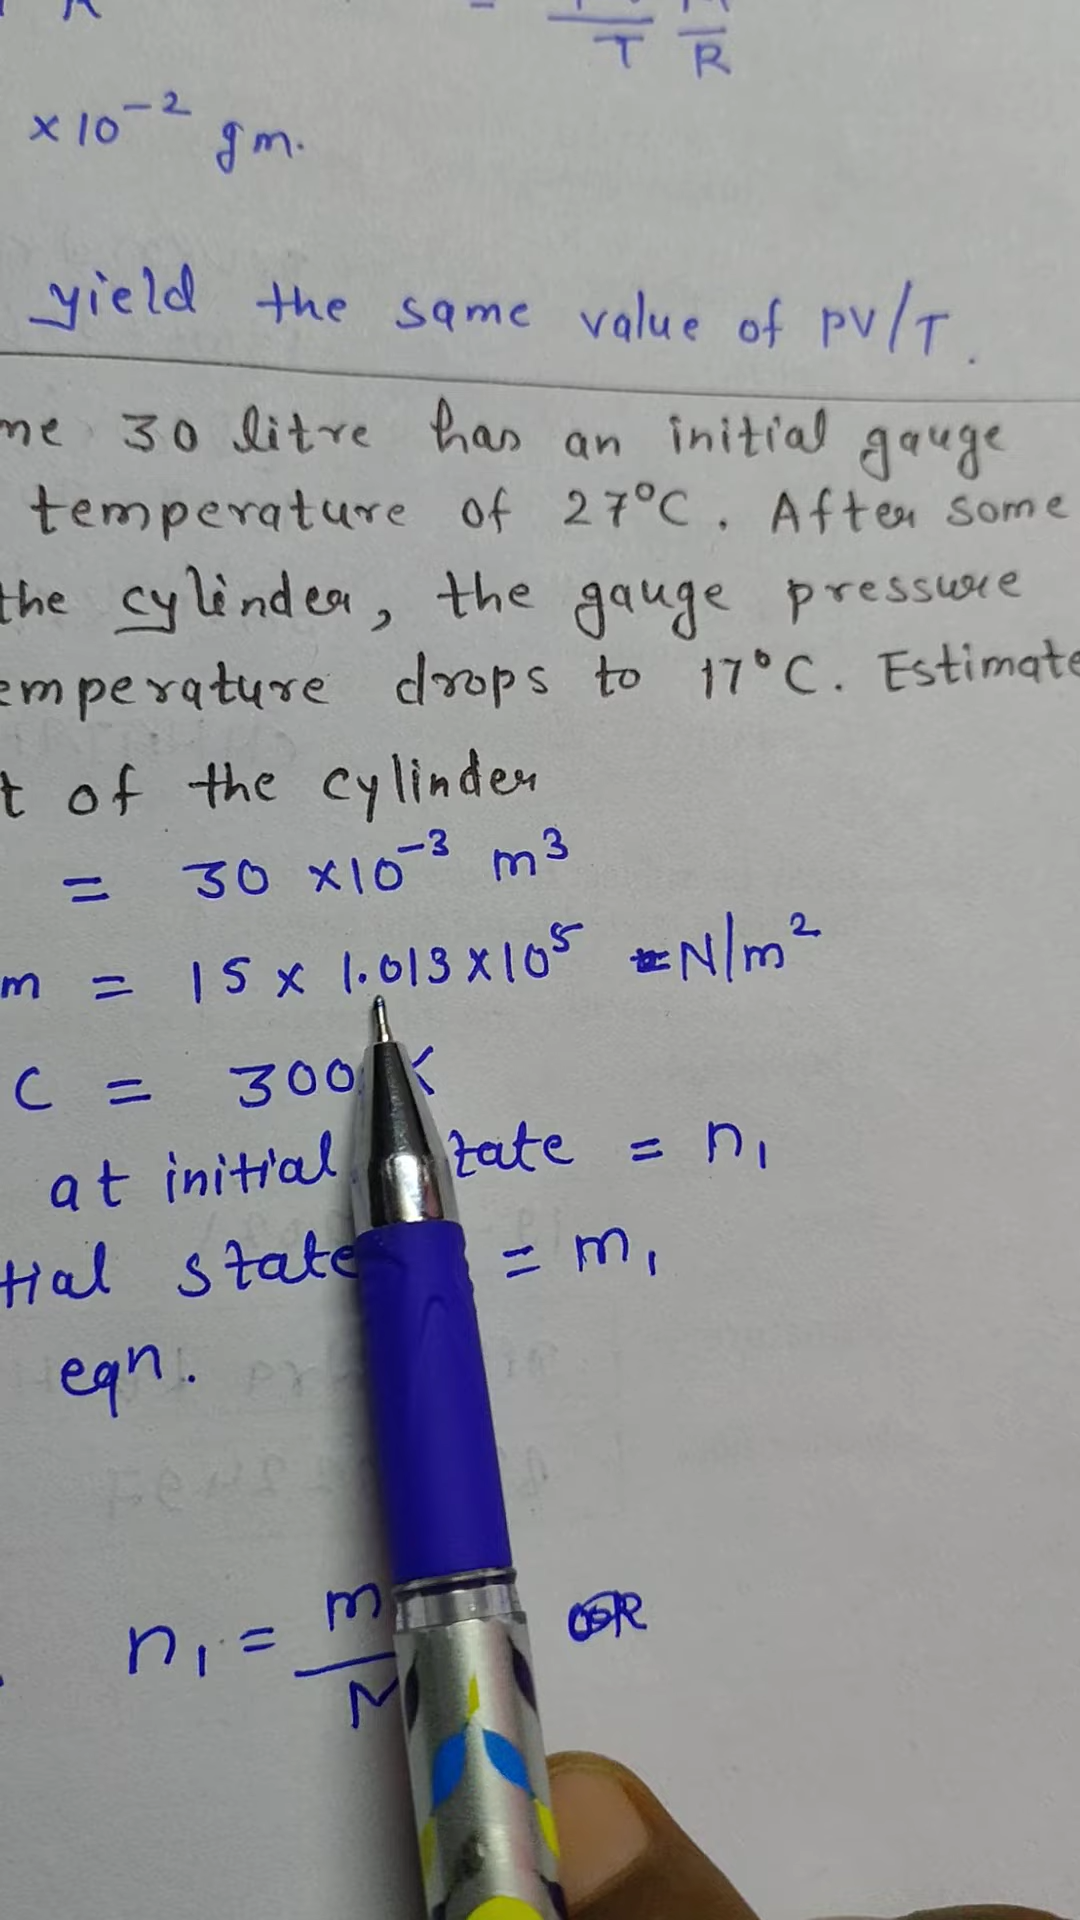 T R
× 10⁻² gm.
yield the same value of PV/T.
me 30 litre has an initial gauge
temperature of 27°C. After some
the cylinder, the gauge pressure
emperature drops to 17°C. Estimate
t of the cylinder
= 30 × 10⁻³ m³
m = 15 × 1.013 × 10⁵ N/m²
C = 300 K
at initial state = n₁
tial state = m₁
eqn.
n₁ = m
OR